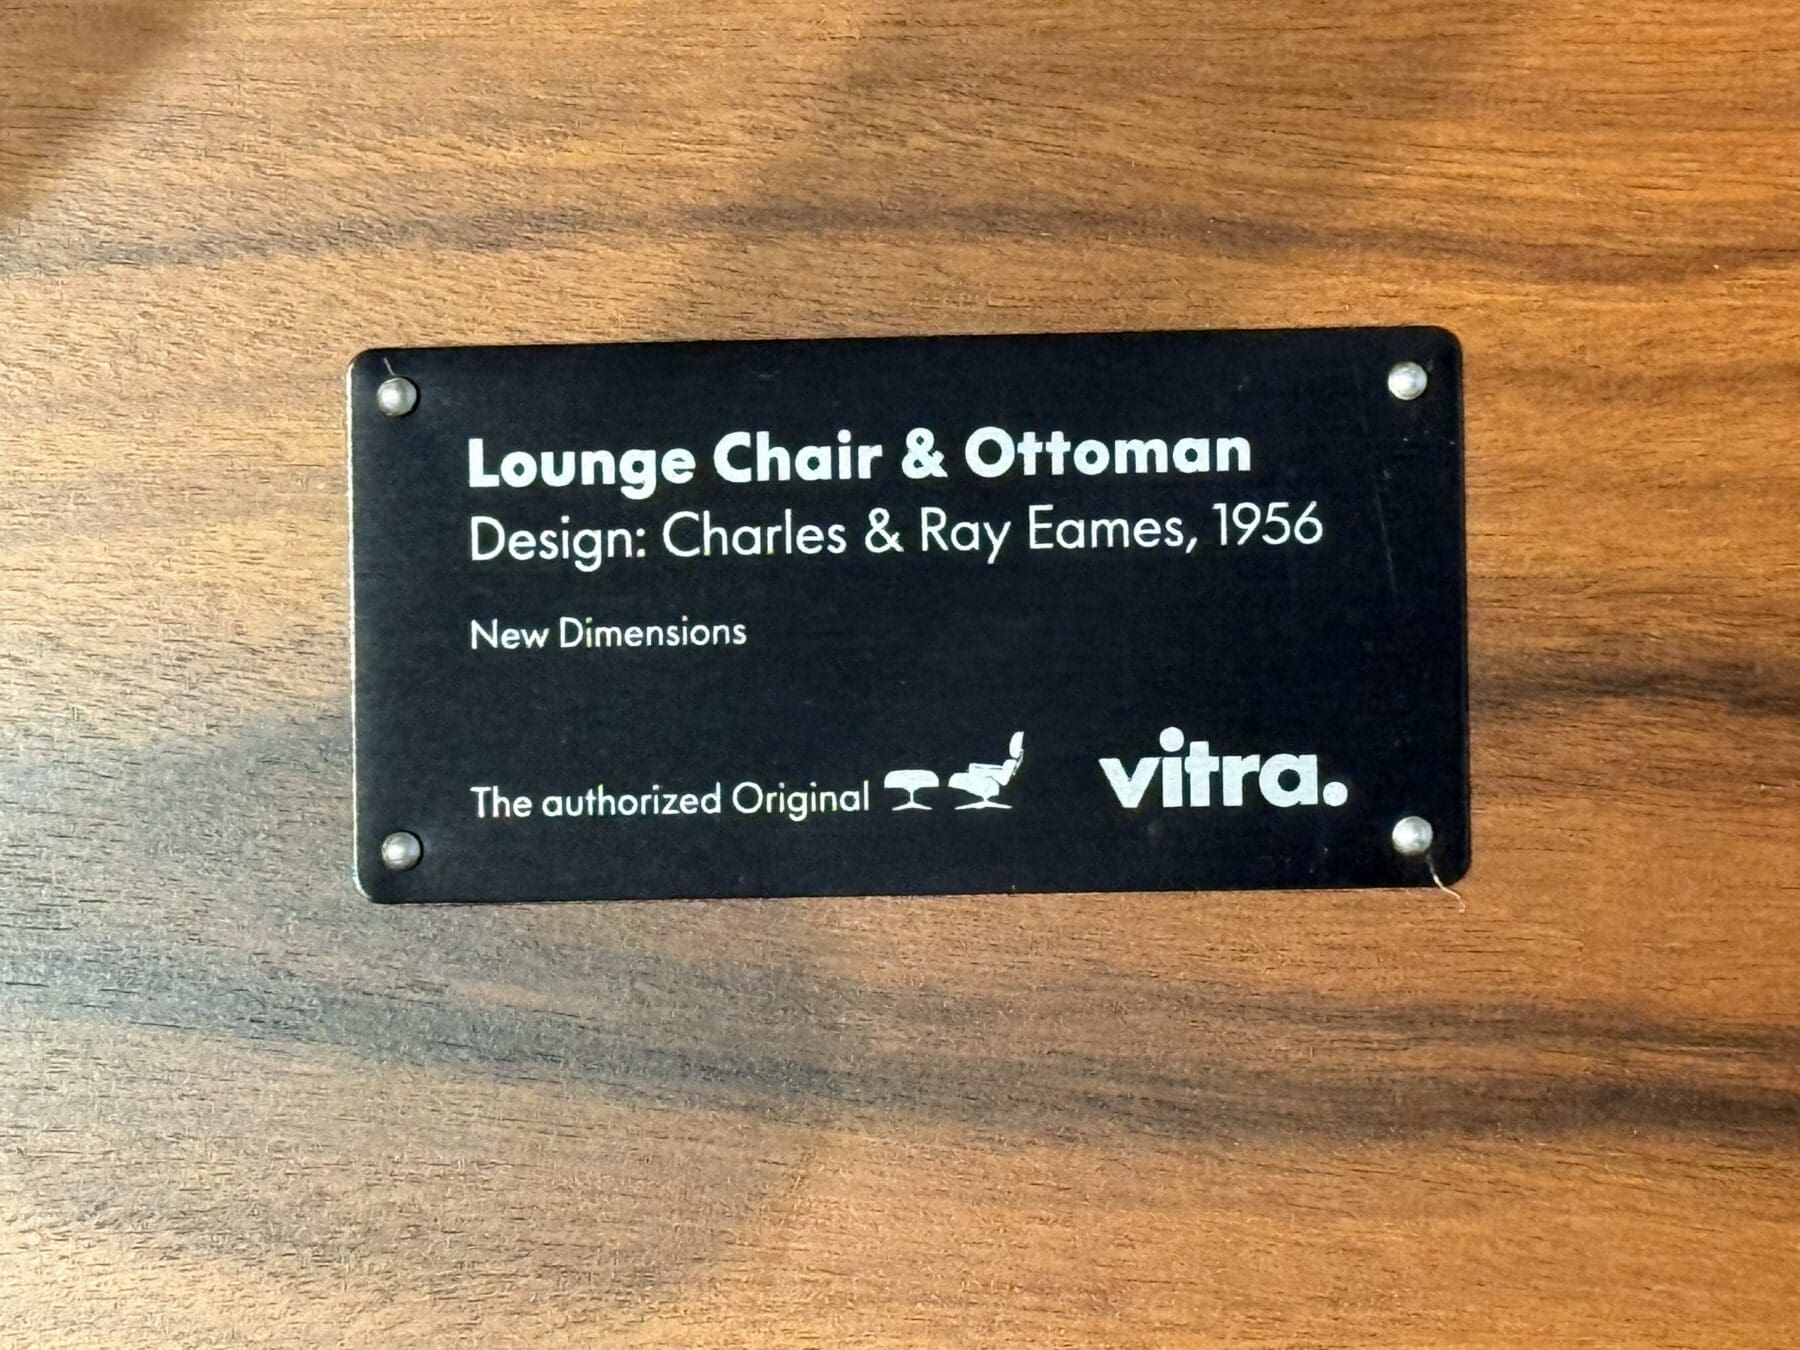 Lounge Chair & Ottoman
Design: Charles & Ray Eames, 1956
New Dimensions
The authorized Original
vitra.